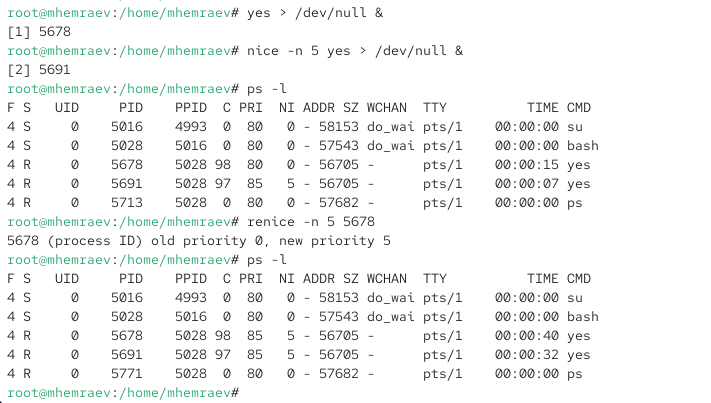 root@mhemraev:/home/mhemraev# yes > /dev/null &
[1] 5678
root@mhemraev:/home/mhemraev# nice -n 5 yes > /dev/null &
[2] 5691
root@mhemraev:/home/mhemraev# ps -l
F S   UID     PID    PPID  C PRI  NI ADDR SZ WCHAN  TTY          TIME CMD
4 S     0    5016    4993  0  80   0 - 58153 do_wai pts/1    00:00:00 su
4 S     0    5028    5016  0  80   0 - 57543 do_wai pts/1    00:00:00 bash
4 R     0    5678    5028 98  80   0 - 56705 -      pts/1    00:00:15 yes
4 R     0    5691    5028 97  85   5 - 56705 -      pts/1    00:00:07 yes
4 R     0    5713    5028  0  80   0 - 57682 -      pts/1    00:00:00 ps
root@mhemraev:/home/mhemraev# renice -n 5 5678
5678 (process ID) old priority 0, new priority 5
root@mhemraev:/home/mhemraev# ps -l
F S   UID     PID    PPID  C PRI  NI ADDR SZ WCHAN  TTY          TIME CMD
4 S     0    5016    4993  0  80   0 - 58153 do_wai pts/1    00:00:00 su
4 S     0    5028    5016  0  80   0 - 57543 do_wai pts/1    00:00:00 bash
4 R     0    5678    5028 98  85   5 - 56705 -      pts/1    00:00:40 yes
4 R     0    5691    5028 97  85   5 - 56705 -      pts/1    00:00:32 yes
4 R     0    5771    5028  0  80   0 - 57682 -      pts/1    00:00:00 ps
root@mhemraev:/home/mhemraev#